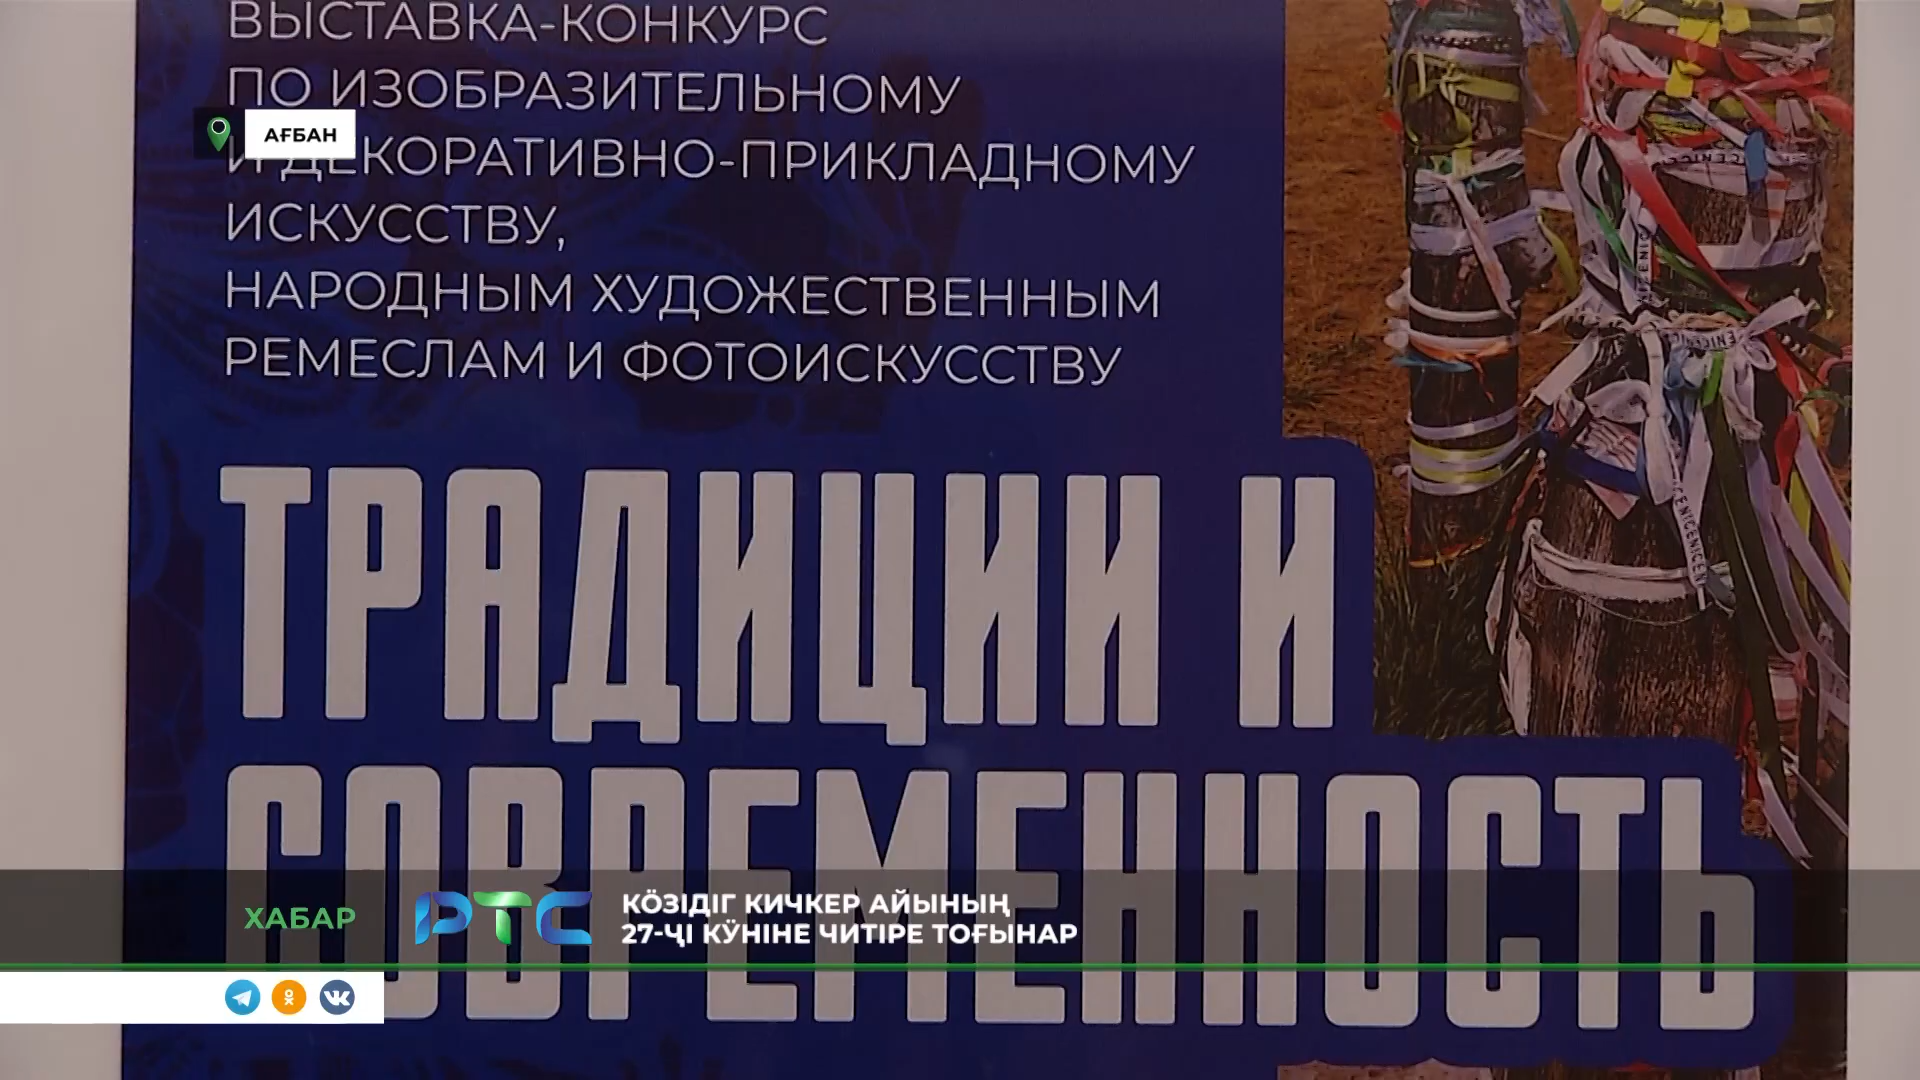 ВЫСТАВКА-КОНКУРС
ПО ИЗОБРАЗИТЕЛЬНОМУ
АҒБАН
И ДЕКОРАТИВНО-ПРИКЛАДНОМУ
ИСКУССТВУ,
НАРОДНЫМ ХУДОЖЕСТВЕННЫМ
РЕМЕСЛАМ И ФОТОИСКУССТВУ
ТРАДИЦИИ И
СОВРЕМЕННОСТЬ
ХАБАР
РТС
КӦЗІДІГ КИЧКЕР АЙЫНЫҢ
27-ҶІ КӰНІНЕ ЧИТІРЕ ТОҒЫНАР